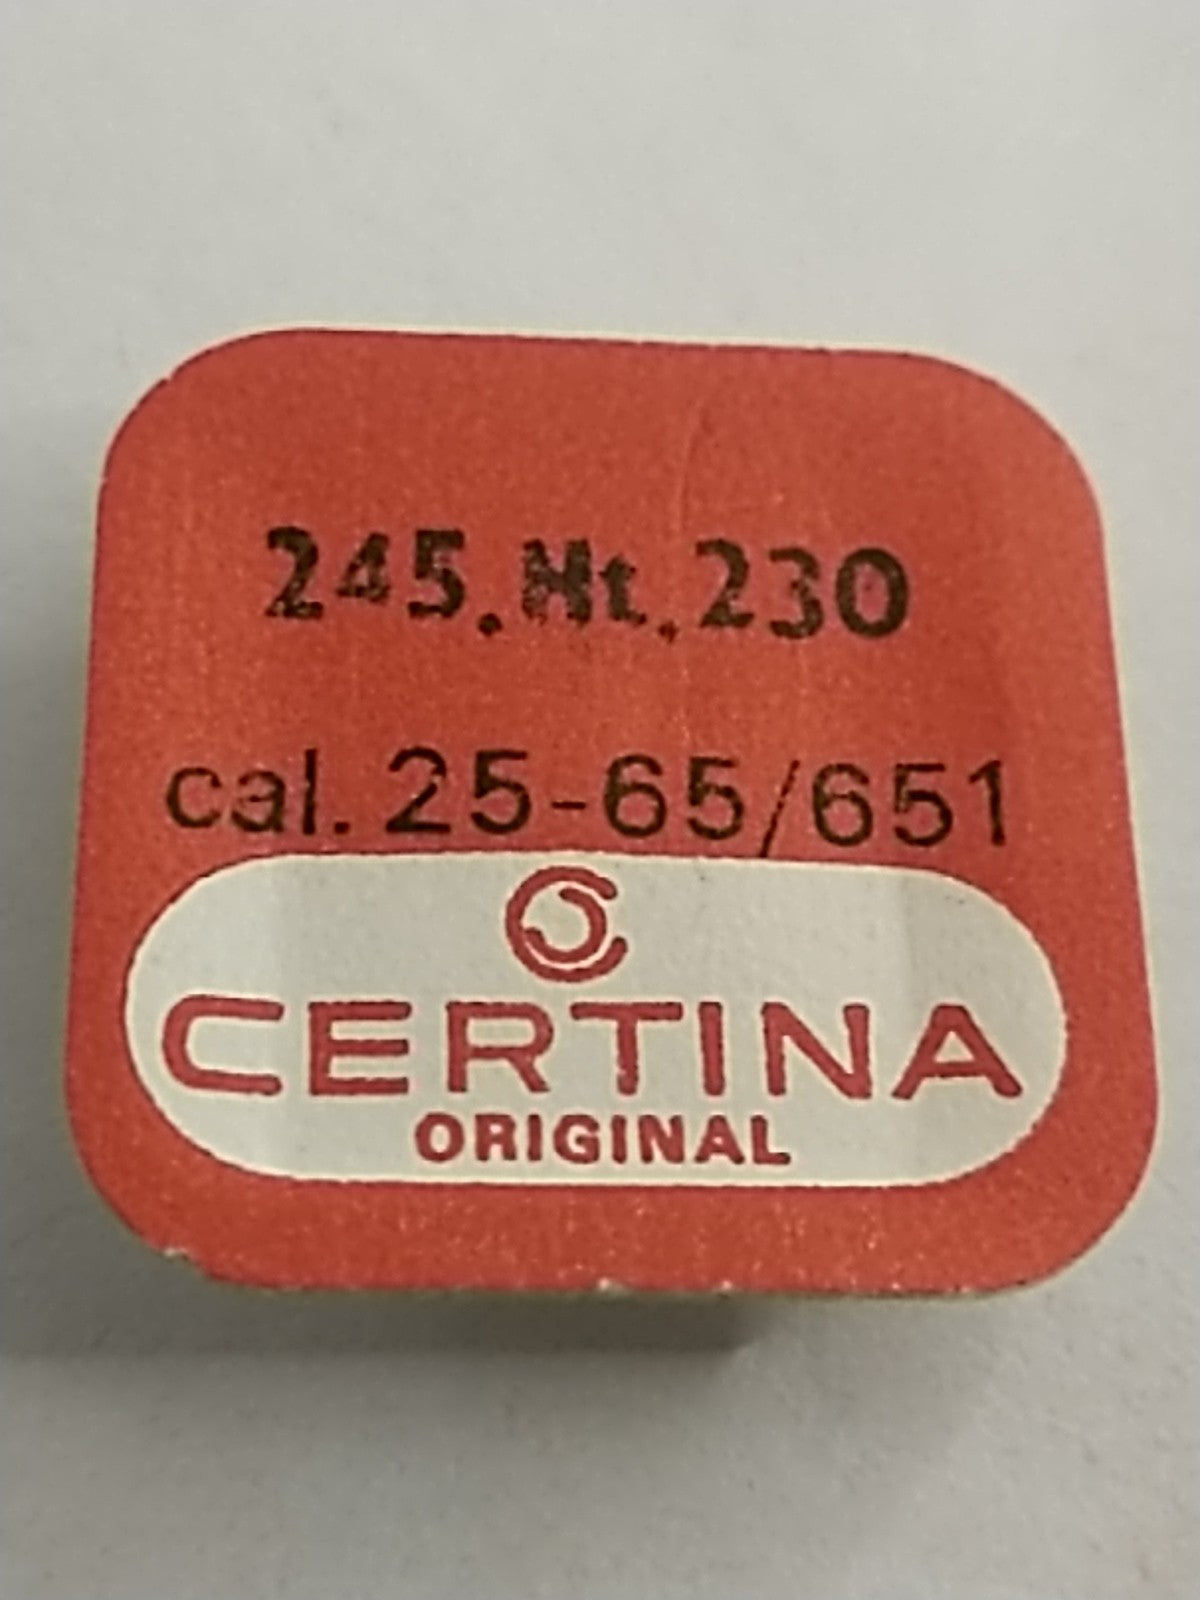 245.Ht.230
cal. 25-65/651
CERTINA
ORIGINAL